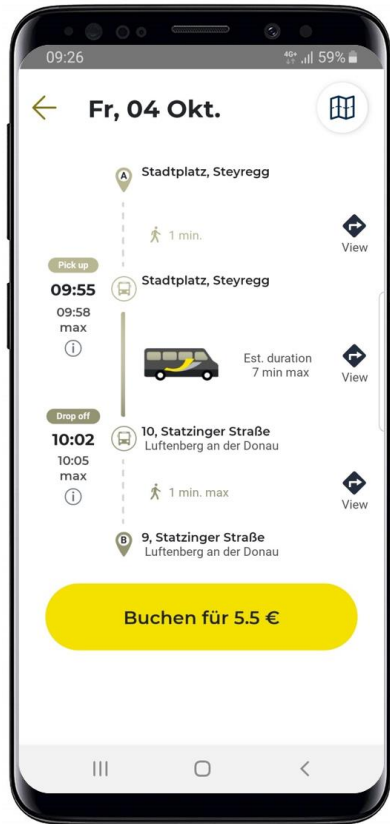 09:26
4G+ 59%
Fr, 04 Okt.
A
Stadtplatz, Steyregg
1 min.
View
Pick up
09:55
Stadtplatz, Steyregg
09:58
max
i
Est. duration
7 min max
View
Drop off
10:02
10, Statzinger Straße
Luftenberg an der Donau
10:05
max
i
1 min. max
View
B
9, Statzinger Straße
Luftenberg an der Donau
Buchen für 5.5 €